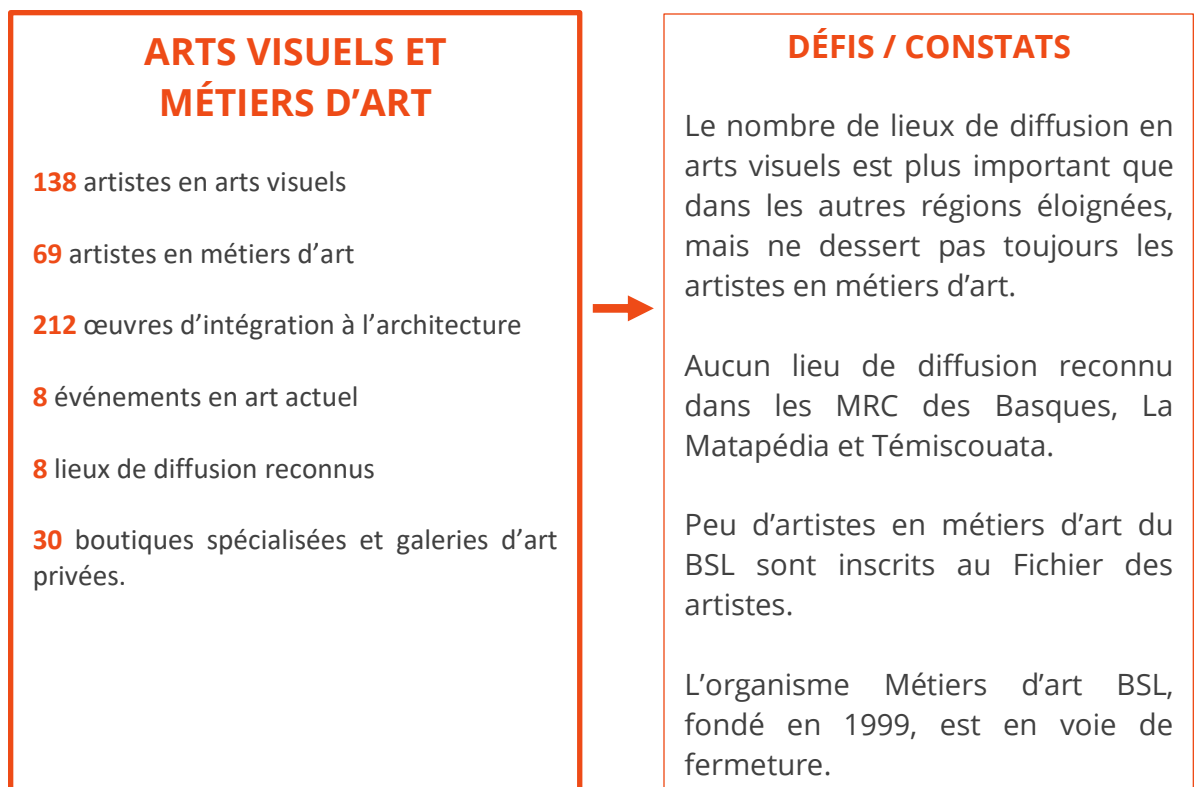 ARTS VISUELS ET
MÉTIERS D’ART
138 artistes en arts visuels
69 artistes en métiers d’art
212 œuvres d’intégration à l’architecture
8 événements en art actuel
8 lieux de diffusion reconnus
30 boutiques spécialisées et galeries d’art
privées.
DÉFIS / CONSTATS
Le nombre de lieux de diffusion en
arts visuels est plus important que
dans les autres régions éloignées,
mais ne dessert pas toujours les
artistes en métiers d’art.
Aucun lieu de diffusion reconnu
dans les MRC des Basques, La
Matapédia et Témiscouata.
Peu d’artistes en métiers d’art du
BSL sont inscrits au Fichier des
artistes.
L’organisme Métiers d’art BSL,
fondé en 1999, est en voie de
fermeture.